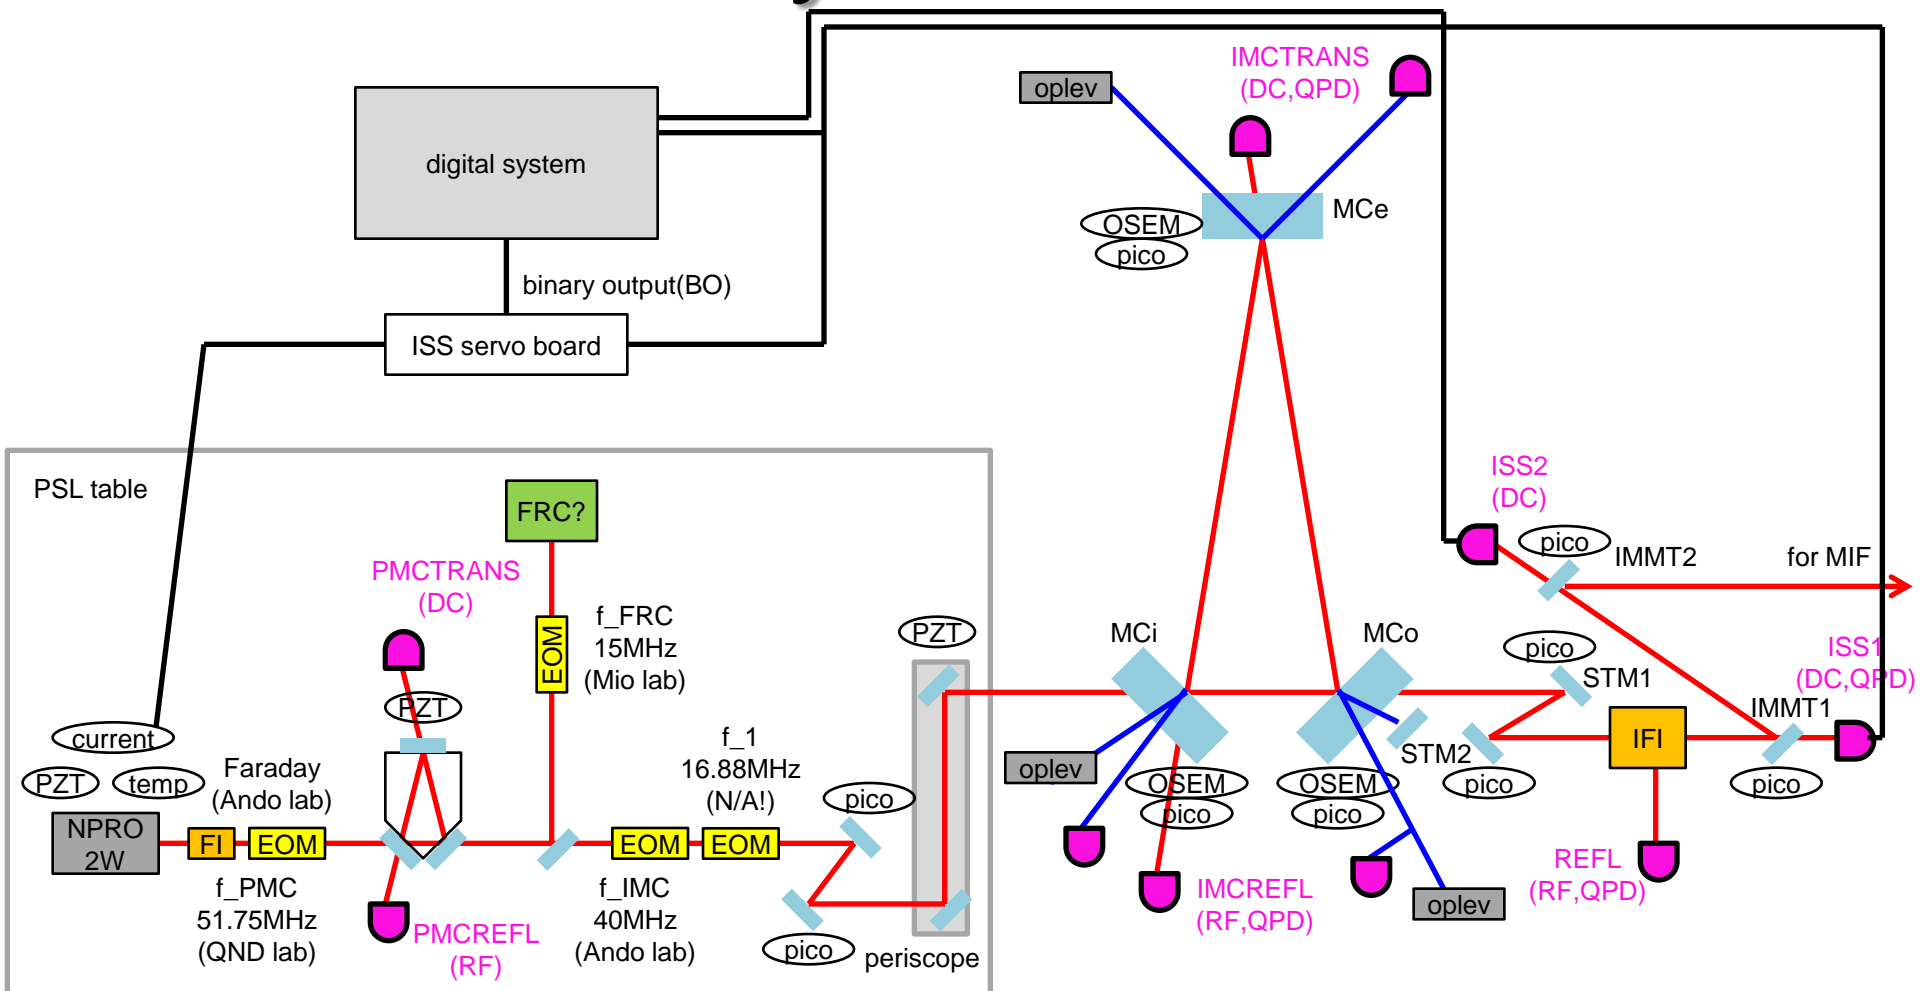 IMCTRANS
(DC,QPD)
oplev
digital system
MCe
OSEM
pico
binary output(BO)
ISS servo board
PSL table
FRC?
ISS2
(DC)
pico
IMMT2
for MIF
PMCTRANS
(DC)
f_FRC
15MHz
(Mio lab)
EOM
PZT
MCi
MCo
pico
STM1
ISS1
(DC,QPD)
PZT
current
PZT
temp
Faraday
(Ando lab)
f_1
16.88MHz
(N/A!)
pico
oplev
OSEM
pico
OSEM
pico
STM2
pico
IFI
IMMT1
pico
NPRO
2W
FI
EOM
EOM
EOM
f_PMC
51.75MHz
(QND lab)
PMCREFL
(RF)
f_IMC
40MHz
(Ando lab)
pico
periscope
IMCREFL
(RF,QPD)
oplev
REFL
(RF,QPD)